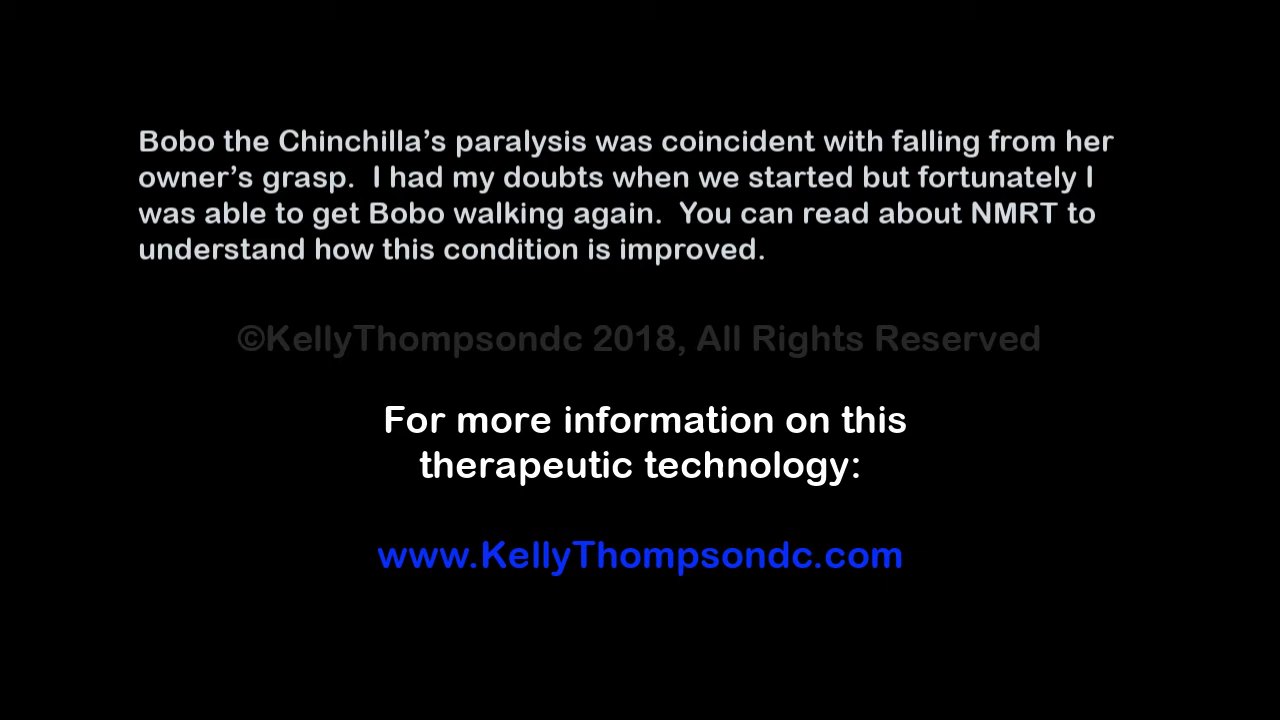 Bobo the Chinchilla’s paralysis was coincident with falling from her
owner’s grasp.  I had my doubts when we started but fortunately I
was able to get Bobo walking again.  You can read about NMRT to
understand how this condition is improved.
©KellyThompsondc 2018, All Rights Reserved
For more information on this
therapeutic technology:
www.KellyThompsondc.com